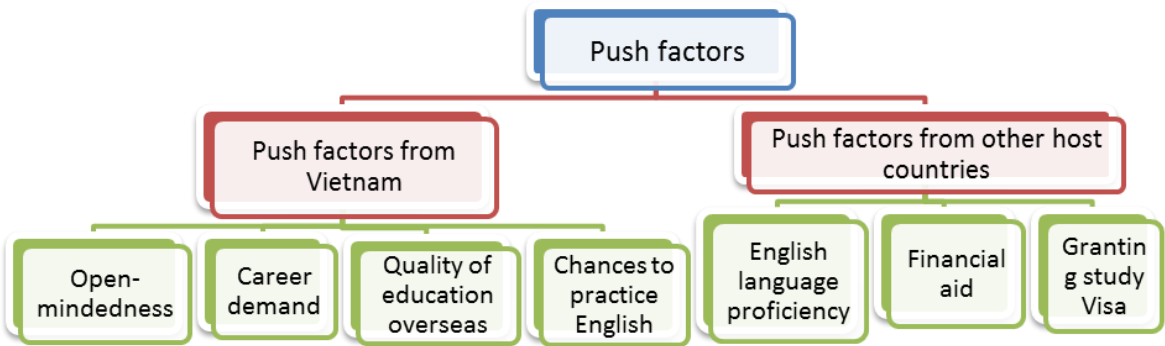 Push factors
Push factors from
Vietnam
Push factors from other host
countries
Open-
mindedness
Career
demand
Quality of
education
overseas
Chances to
practice
English
English
language
proficiency
Financial
aid
Grantin
g study
Visa